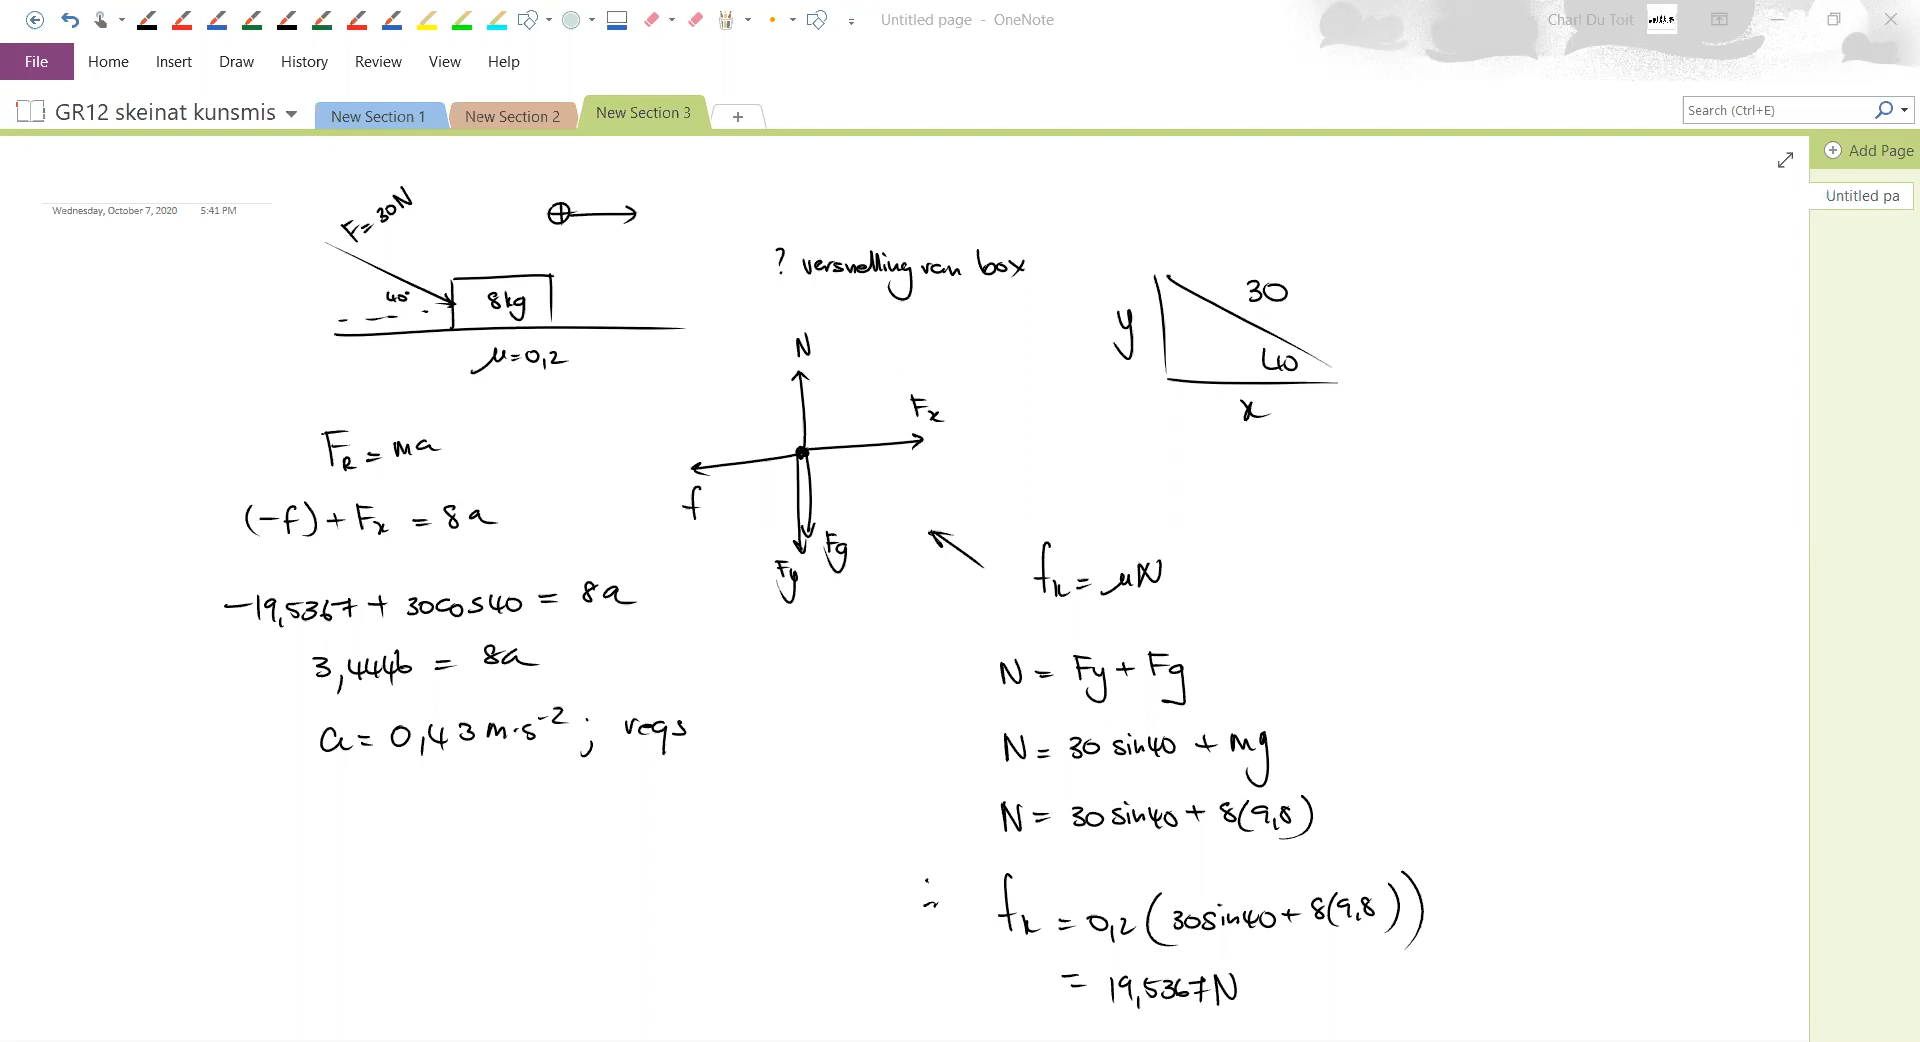 Untitled page - OneNote
Charl Du Toit
File Home Insert Draw History Review View Help
GR12 skeinat kunsmis
New Section 1
New Section 2
New Section 3
+
Search (Ctrl+E)
Add Page
Untitled pa
Wednesday, October 7, 2020 5:41 PM
F=30N
40°
8kg
μ=0,2
? versnelling van box
30
y
40
x
N
Fx
f
Fy
Fg
FR = ma
(-f) + Fx = 8a
-19,5367 + 30cos40 = 8a
3,4446 = 8a
a = 0,43 m·s⁻²; regs
fk = μN
N = Fy + Fg
N = 30 sin40 + mg
N = 30 sin40 + 8(9,8)
∴ fk = 0,2 (30sin40 + 8(9,8))
= 19,5367N